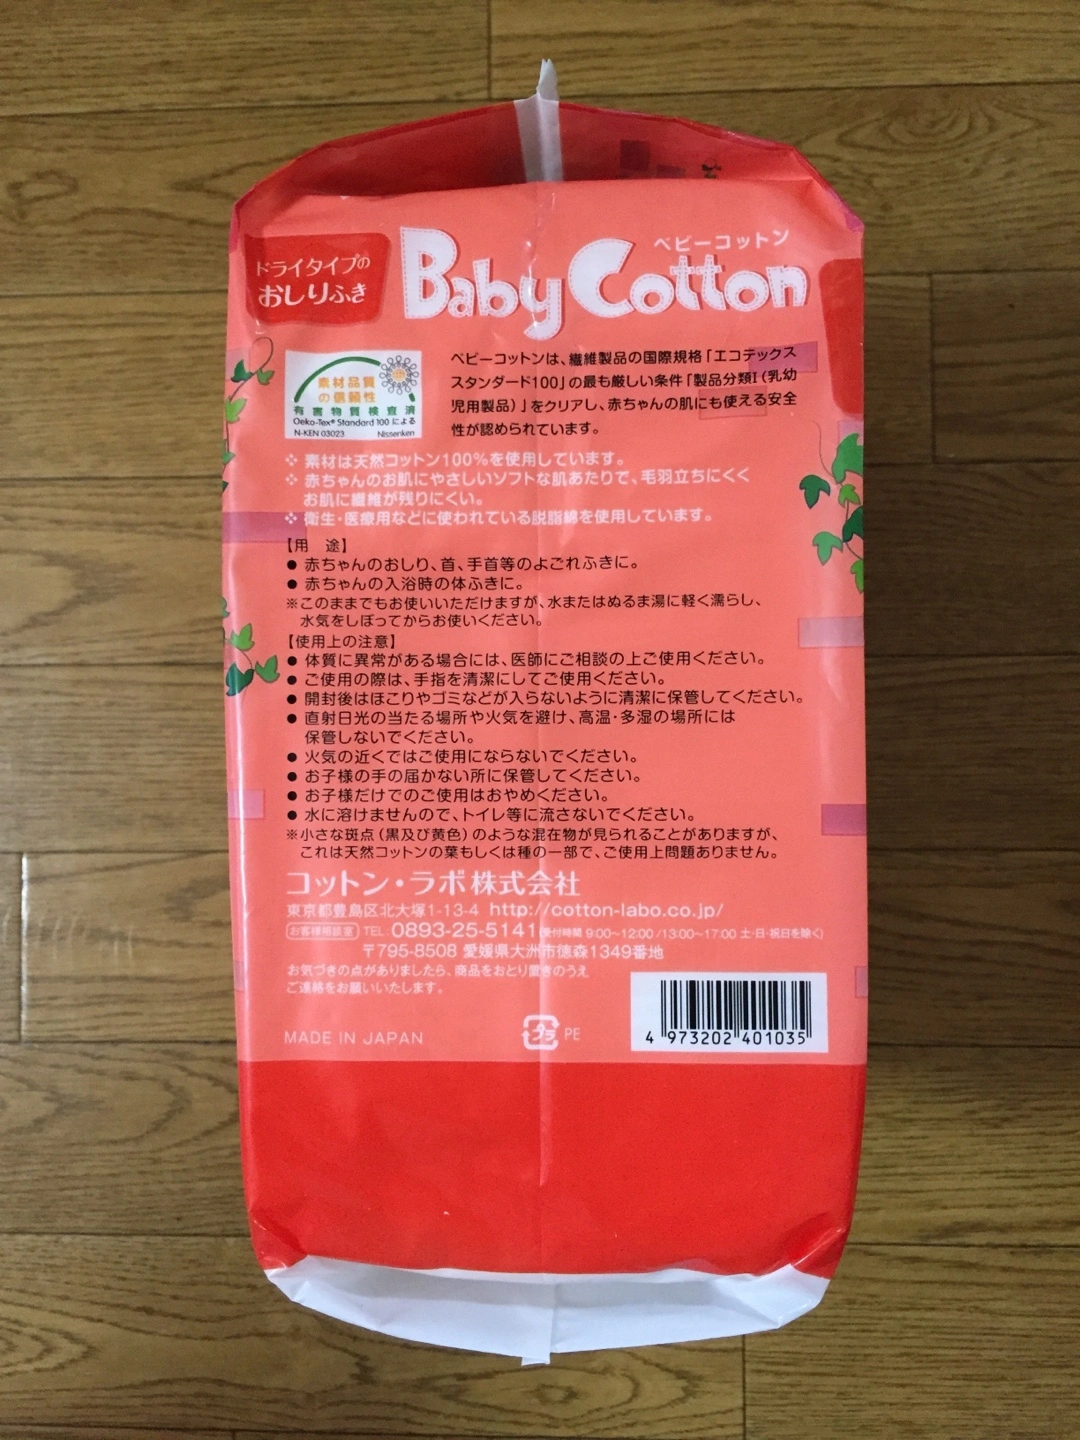 ドライタイプの
おしりふき
Baby Cotton
ベビーコットン
素材品質
の信頼性
有害物質検査済
Oeko-Tex® Standard 100 による
N-KEN 03023 Nissenken
ベビーコットンは、繊維製品の国際規格「エコテックス
スタンダード100」の最も厳しい条件「製品分類Ⅰ(乳幼
児用製品)」をクリアし、赤ちゃんの肌にも使える安全
性が認められています。
素材は天然コットン100%を使用しています。
赤ちゃんのお肌にやさしいソフトな肌あたりで、毛羽立ちにくく
お肌に繊維が残りにくい。
衛生・医療用などに使われている脱脂綿を使用しています。
【用 途】
● 赤ちゃんのおしり、首、手首等のよごれふきに。
● 赤ちゃんの入浴時の体ふきに。
※このままでもお使いいただけますが、水またはぬるま湯に軽く濡らし、
水気をしぼってからお使いください。
【使用上の注意】
● 体質に異常がある場合には、医師にご相談の上ご使用ください。
● ご使用の際は、手指を清潔にしてご使用ください。
● 開封後はほこりやゴミなどが入らないように清潔に保管してください。
● 直射日光の当たる場所や火気を避け、高温・多湿の場所には
保管しないでください。
● 火気の近くではご使用にならないでください。
● お子様の手の届かない所に保管してください。
● お子様だけでのご使用はおやめください。
● 水に溶けませんので、トイレ等に流さないでください。
※小さな斑点(黒及び黄色)のような混在物が見られることがありますが、
これは天然コットンの葉もしくは種の一部で、ご使用上問題ありません。
コットン・ラボ株式会社
東京都豊島区北大塚1-13-4 http://cotton-labo.co.jp/
お客様相談室 TEL:0893-25-5141(受付時間 9:00~12:00/13:00~17:00 土・日・祝日を除く)
〒795-8508 愛媛県大洲市徳森1349番地
お気づきの点がありましたら、商品をおとり置きのうえ
ご連絡をお願いいたします。
MADE IN JAPAN
プラ PE
4 973202 401035